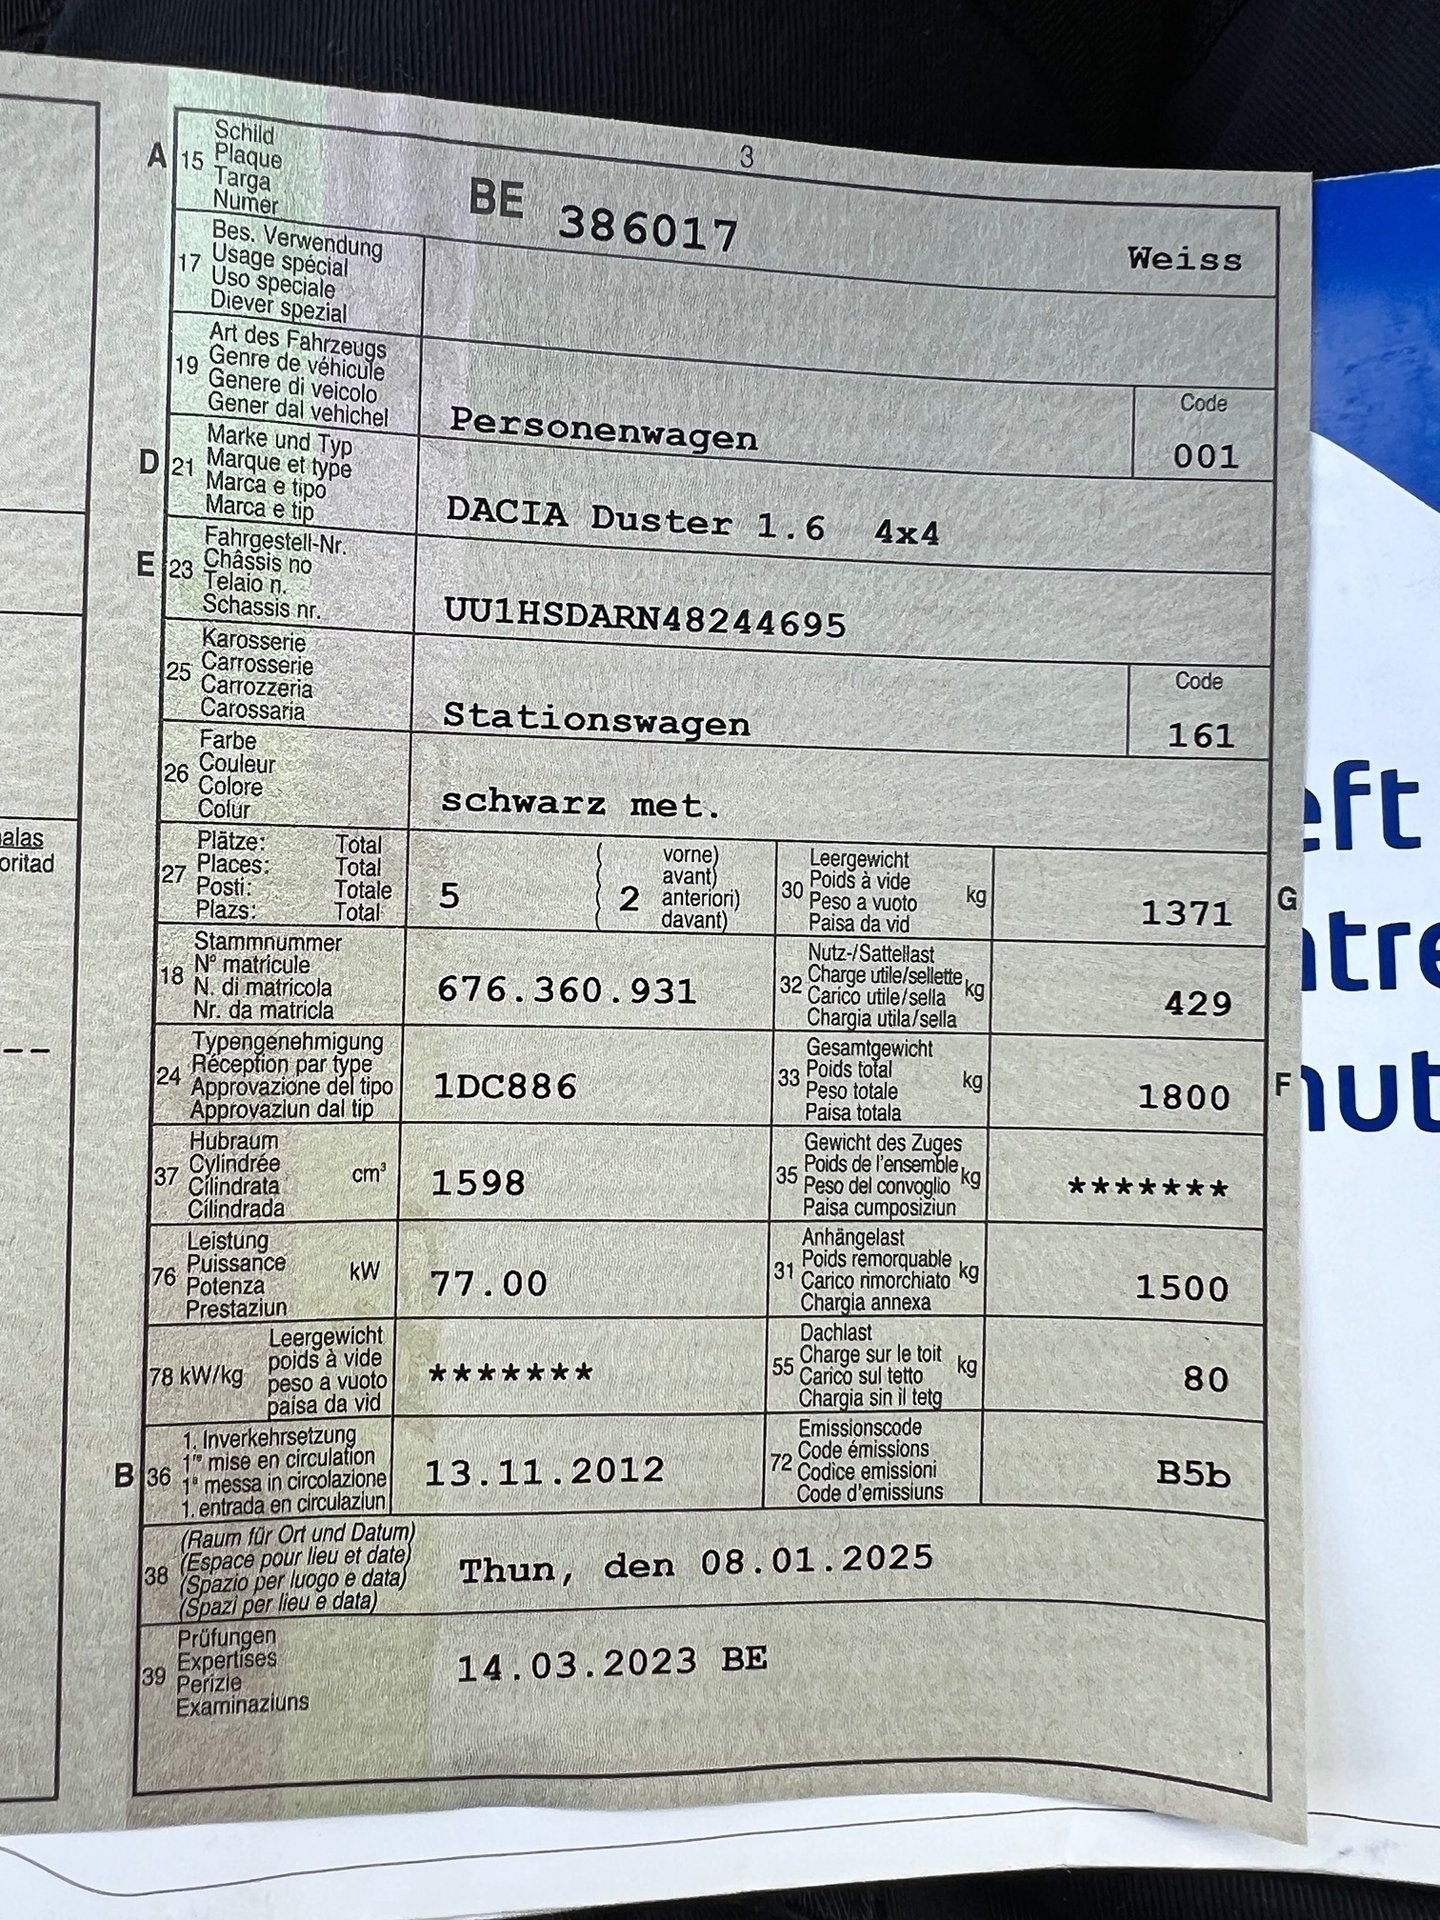 3
A 15 Schild
Plaque
Targa
Numer
BE 386017 Weiss
17 Bes. Verwendung
Usage spécial
Uso speciale
Diever spezial
19 Art des Fahrzeugs
Genre de véhicule
Genere di veicolo
Gener dal vehichel
Personenwagen
Code
001
D 21 Marke und Typ
Marque et type
Marca e tipo
Marca e tip
DACIA Duster 1.6 4x4
E 23 Fahrgestell-Nr.
Châssis no
Telaio n.
Schassis nr.
UU1HSDARN48244695
25 Karosserie
Carrosserie
Carrozzeria
Carossaria
Stationswagen
Code
161
26 Farbe
Couleur
Colore
Colur
schwarz met.
27 Plätze: Total
Places: Total
Posti: Totale
Plazs: Total
5 ( 2 vorne)
avant)
anteriori)
davant)
30 Leergewicht
Poids à vide
Peso a vuoto
Paisa da vid
kg
1371 G
18 Stammnummer
N° matricule
N. di matricola
Nr. da matricla
676.360.931
32 Nutz-/Sattellast
Charge utile/sellette
Carico utile/sella
Chargia utila/sella
kg
429
24 Typengenehmigung
Réception par type
Approvazione del tipo
Approvaziun dal tip
1DC886
33 Gesamtgewicht
Poids total
Peso totale
Paisa totala
kg
1800 F
37 Hubraum
Cylindrée
Cilindrata
Cilindrada
cm³
1598
35 Gewicht des Zuges
Poids de l'ensemble
Peso del convoglio
Paisa cumposiziun
kg
*******
76 Leistung
Puissance
Potenza
Prestaziun
kW
77.00
31 Anhängelast
Poids remorquable
Carico rimorchiato
Chargia annexa
kg
1500
78 kW/kg Leergewicht
poids à vide
peso a vuoto
paisa da vid
*******
55 Dachlast
Charge sur le toit
Carico sul tetto
Chargia sin il tetg
kg
80
B 36 1. Inverkehrsetzung
1re mise en circulation
1a messa in circolazione
1. entrada en circulaziun
13.11.2012
72 Emissionscode
Code émissions
Codice emissioni
Code d'emissiuns
B5b
38 (Raum für Ort und Datum)
(Espace pour lieu et date)
(Spazio per luogo e data)
(Spazi per lieu e data)
Thun, den 08.01.2025
39 Prüfungen
Expertises
Perizie
Examinaziuns
14.03.2023 BE
alas
oritad
--
eft
ntre
nut